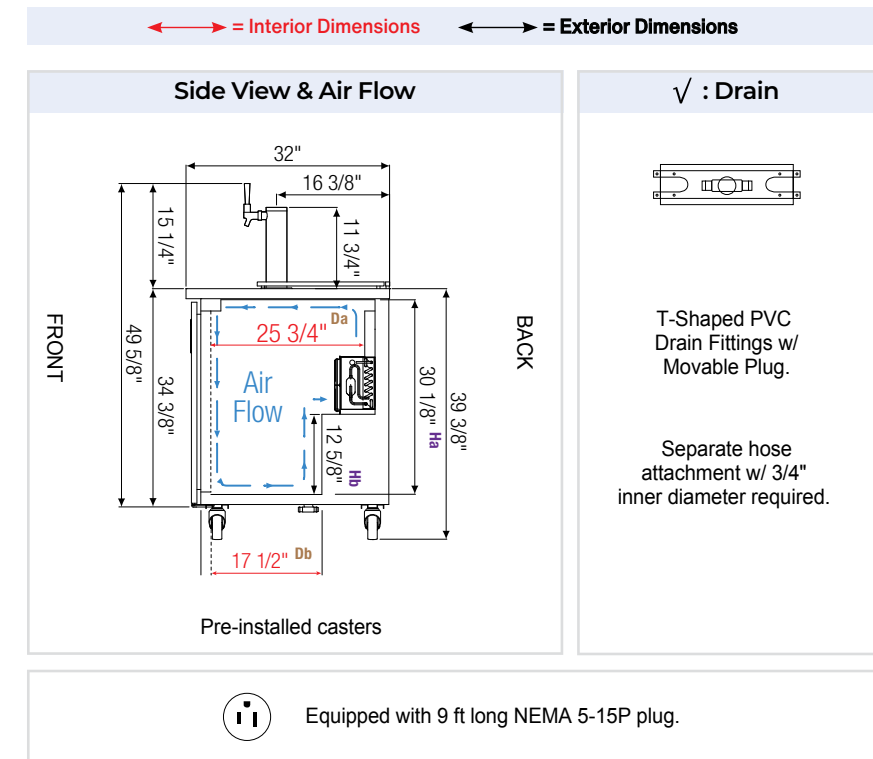 = Interior Dimensions
= Exterior Dimensions
Side View & Air Flow
32"
16 3/8"
15 1/4"
11 3/4"
FRONT
BACK
49 5/8"
34 3/8"
Da
25 3/4"
Air
Flow
30 1/8" Ha
39 3/8"
12 5/8" Hb
17 1/2" Db
Pre-installed casters
√ : Drain
T-Shaped PVC
Drain Fittings w/
Movable Plug.
Separate hose
attachment w/ 3/4"
inner diameter required.
Equipped with 9 ft long NEMA 5-15P plug.